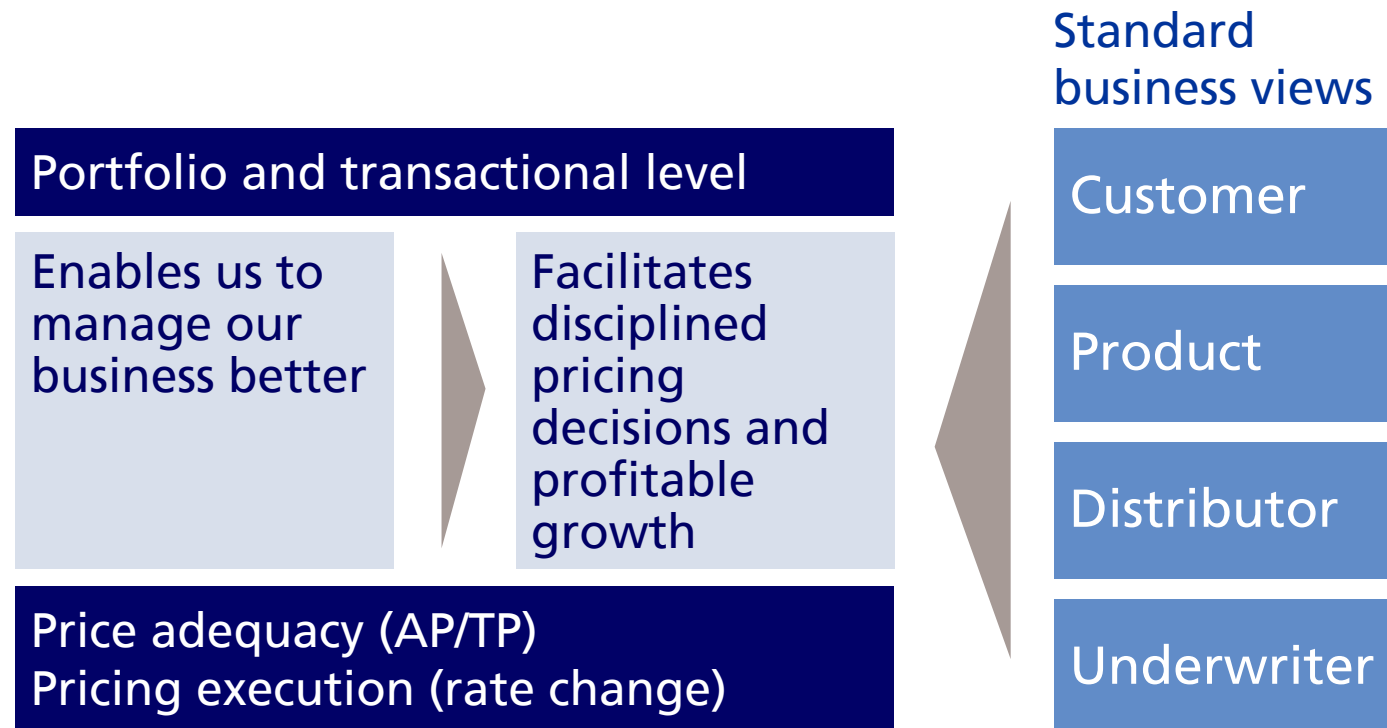 Standard
business views
Portfolio and transactional level
Enables us to
manage our
business better
Facilitates
disciplined
pricing
decisions and
profitable
growth
Price adequacy (AP/TP)
Pricing execution (rate change)
Customer
Product
Distributor
Underwriter